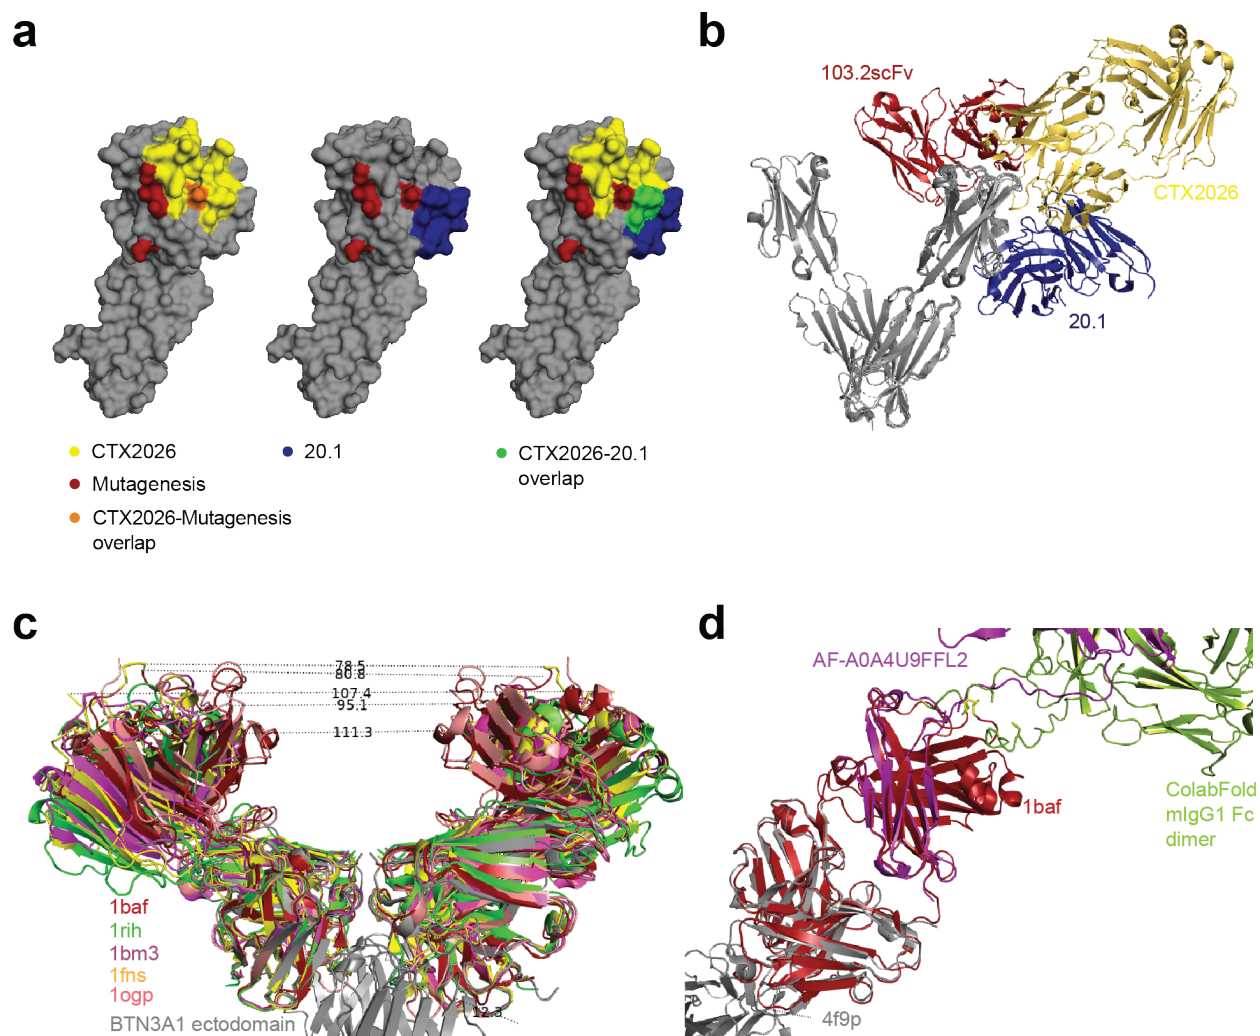 a
b
103.2scFv
CTX2026
20.1
CTX2026
Mutagenesis
CTX2026-Mutagenesis
overlap
20.1
CTX2026-20.1
overlap
c
d
78.5
80.8
107.4
95.1
111.3
1baf
1rih
1bm3
1fns
1ogp
BTN3A1 ectodomain
12.3
AF-A0A4U9FFL2
1baf
ColabFold
mIgG1 Fc
dimer
4f9p